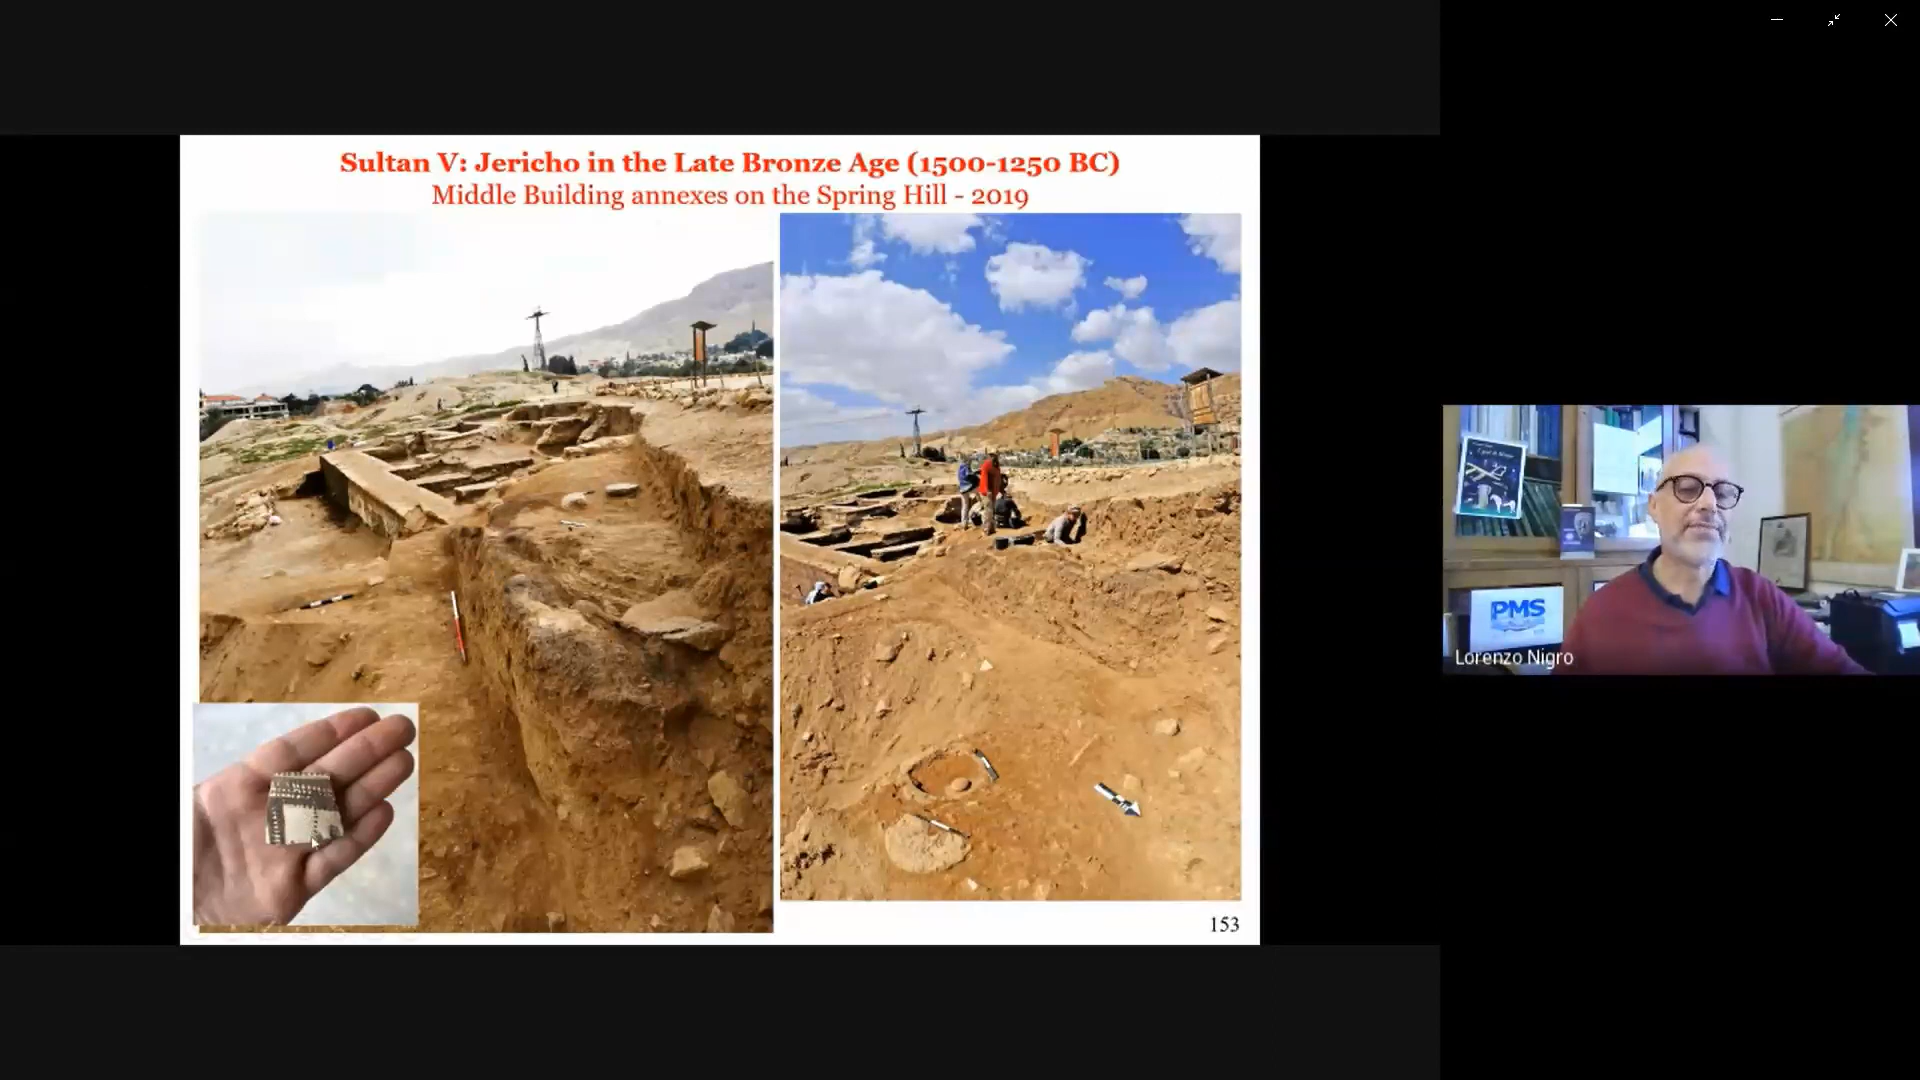 Sultan V: Jericho in the Late Bronze Age (1500-1250 BC)
Middle Building annexes on the Spring Hill - 2019
153
PMS
Lorenzo Nigro